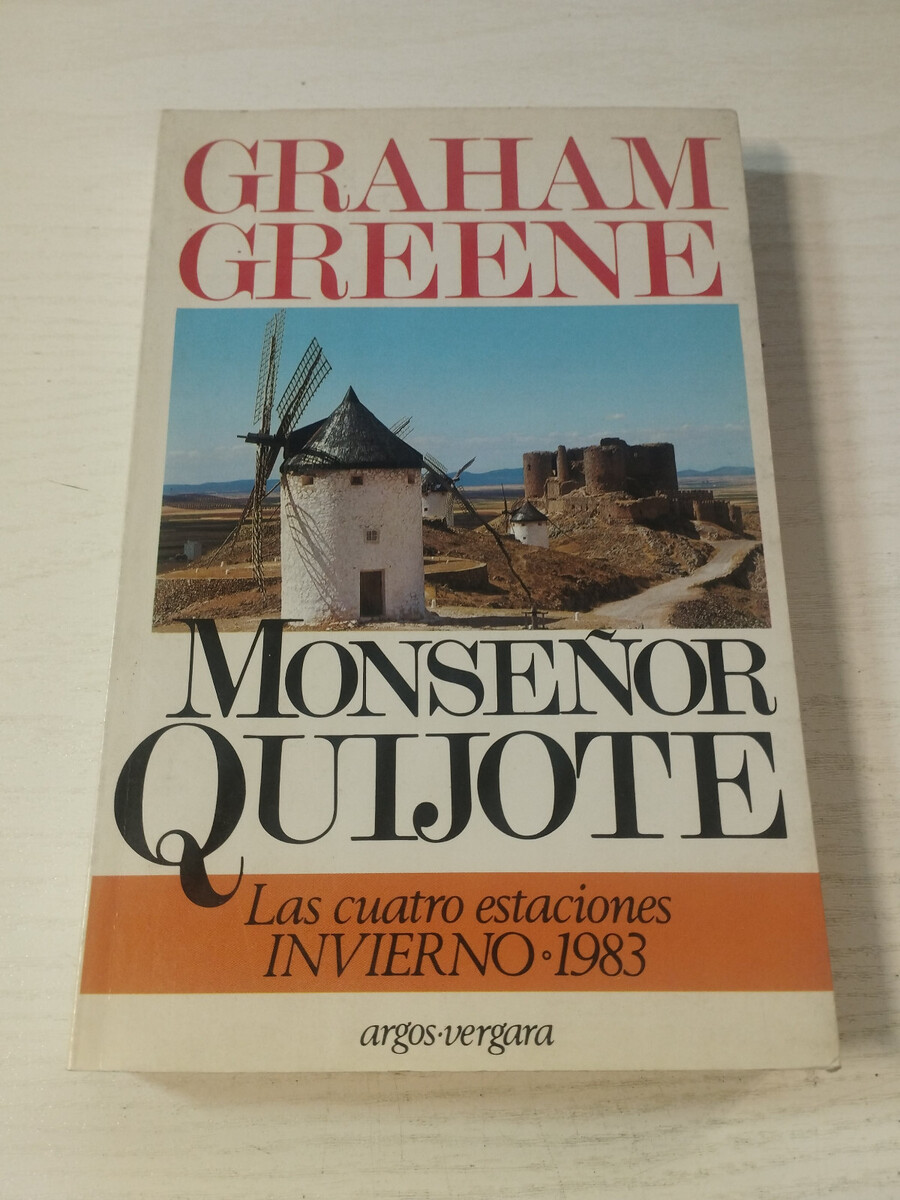 GRAHAM
GREENE
MONSEÑOR
QUIJOTE
Las cuatro estaciones
INVIERNO·1983
argos·vergara